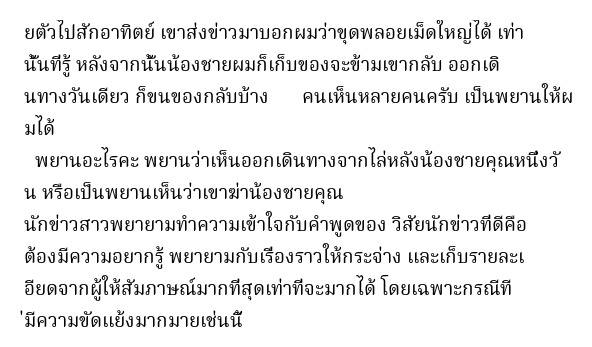 ยตัวไปสักอาทิตย์ เขาส่งข่าวมาบอกผมว่าขุดพลอยเม็ดใหญ่ได้ เท่า
นั้นที่รู้ หลังจากนั้นน้องชายผมก็เก็บของจะข้ามเขากลับ ออกเดิ
นทางวันเดียว ก็ขนของกลับบ้าง      คนเห็นหลายคนครับ เป็นพยานให้ผ
มได้
  พยานอะไรคะ พยานว่าเห็นออกเดินทางจากไล่หลังน้องชายคุณหนึ่งวั
น หรือเป็นพยานเห็นว่าเขาฆ่าน้องชายคุณ
นักข่าวสาวพยายามทำความเข้าใจกับคำพูดของ วิสัยนักข่าวที่ดีคือ
ต้องมีความอยากรู้ พยายามกับเรื่องราวให้กระจ่าง และเก็บรายละเ
อียดจากผู้ให้สัมภาษณ์มากที่สุดเท่าที่จะมากได้ โดยเฉพาะกรณีที
่มีความขัดแย้งมากมายเช่นนี้